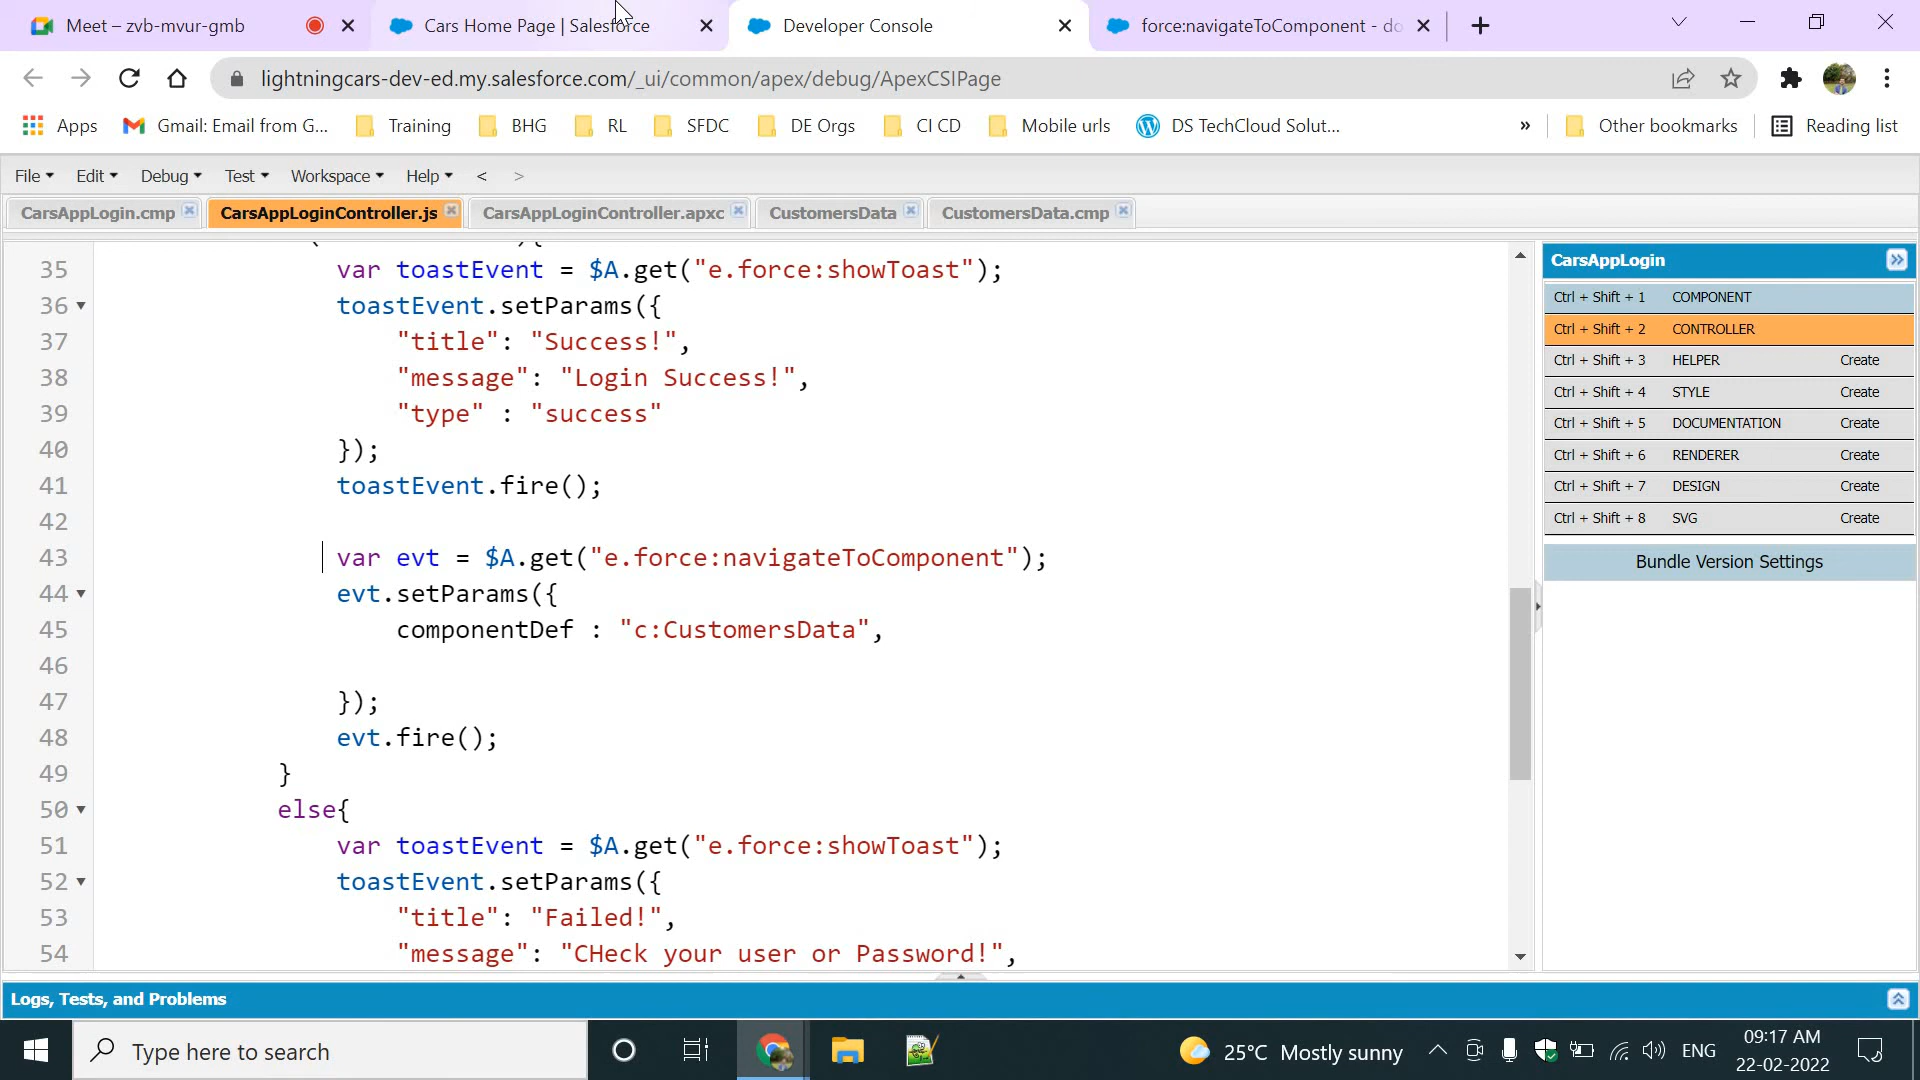 Meet – zvb-mvur-gmb
Cars Home Page | Salesforce
Developer Console
force:navigateToComponent - do
lightningcars-dev-ed.my.salesforce.com/_ui/common/apex/debug/ApexCSIPage
Apps
Gmail: Email from G...
Training
BHG
RL
SFDC
DE Orgs
CI CD
Mobile urls
DS TechCloud Solut...
»
Other bookmarks
Reading list
File
Edit
Debug
Test
Workspace
Help
<
>
CarsAppLogin.cmp
CarsAppLoginController.js
CarsAppLoginController.apxc
CustomersData
CustomersData.cmp
35 var toastEvent = $A.get("e.force:showToast");
36 toastEvent.setParams({
37 "title": "Success!",
38 "message": "Login Success!",
39 "type" : "success"
40 });
41 toastEvent.fire();
42
43 var evt = $A.get("e.force:navigateToComponent");
44 evt.setParams({
45 componentDef : "c:CustomersData",
46
47 });
48 evt.fire();
49 }
50 else{
51 var toastEvent = $A.get("e.force:showToast");
52 toastEvent.setParams({
53 "title": "Failed!",
54 "message": "CHeck your user or Password!",
CarsAppLogin
Ctrl + Shift + 1 COMPONENT
Ctrl + Shift + 2 CONTROLLER
Ctrl + Shift + 3 HELPER Create
Ctrl + Shift + 4 STYLE Create
Ctrl + Shift + 5 DOCUMENTATION Create
Ctrl + Shift + 6 RENDERER Create
Ctrl + Shift + 7 DESIGN Create
Ctrl + Shift + 8 SVG Create
Bundle Version Settings
Logs, Tests, and Problems
Type here to search
25°C Mostly sunny
ENG
09:17 AM
22-02-2022